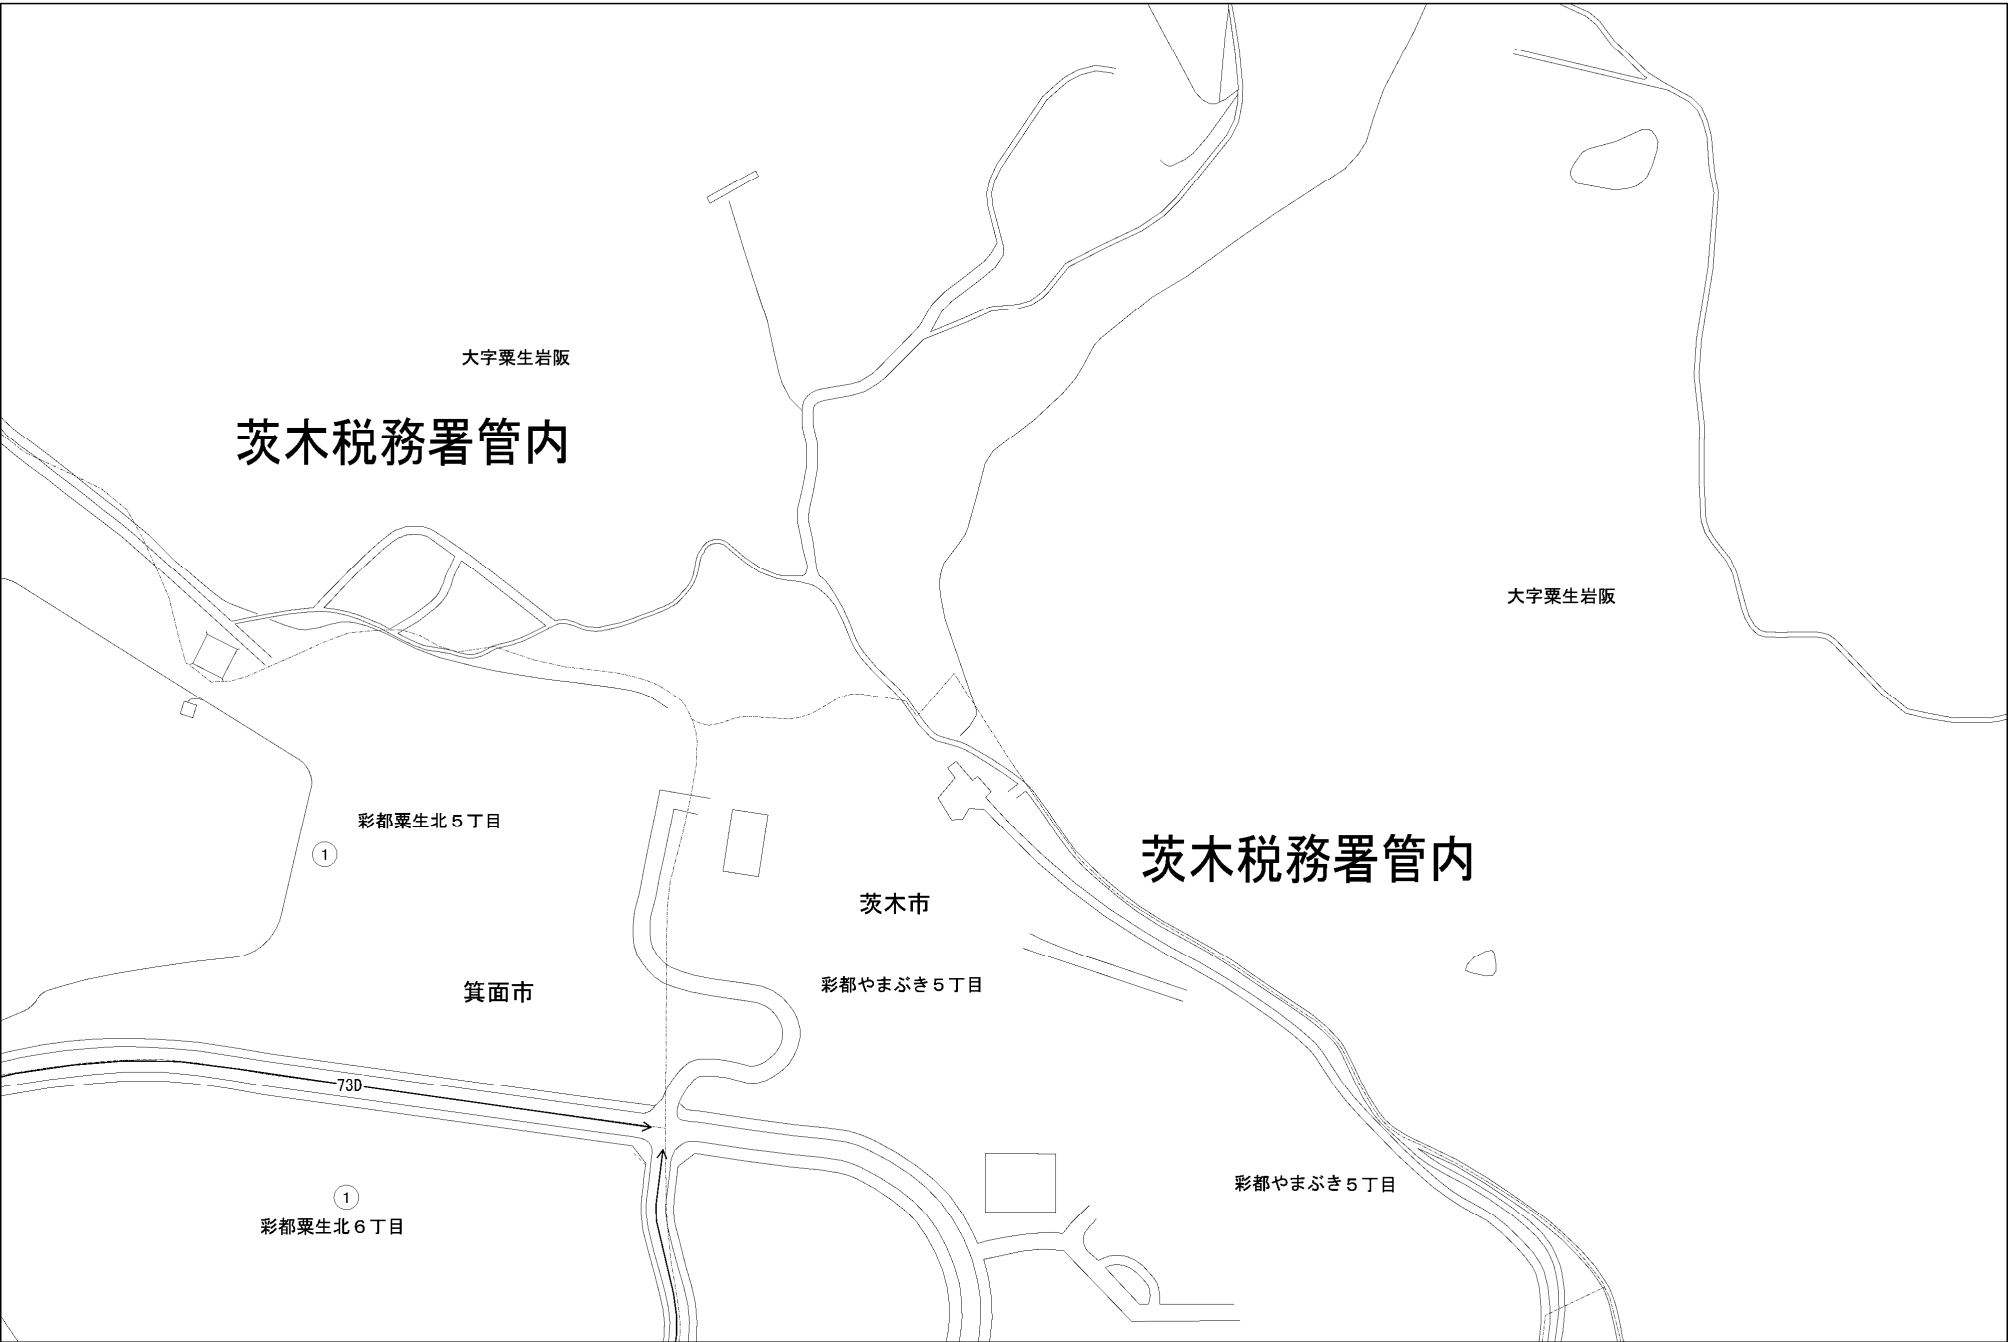 大字粟生岩阪
茨木税務署管内
大字粟生岩阪
彩都粟生北５丁目
1
茨木税務署管内
茨木市
彩都やまぶき５丁目
箕面市
73D
彩都やまぶき５丁目
1
彩都粟生北６丁目